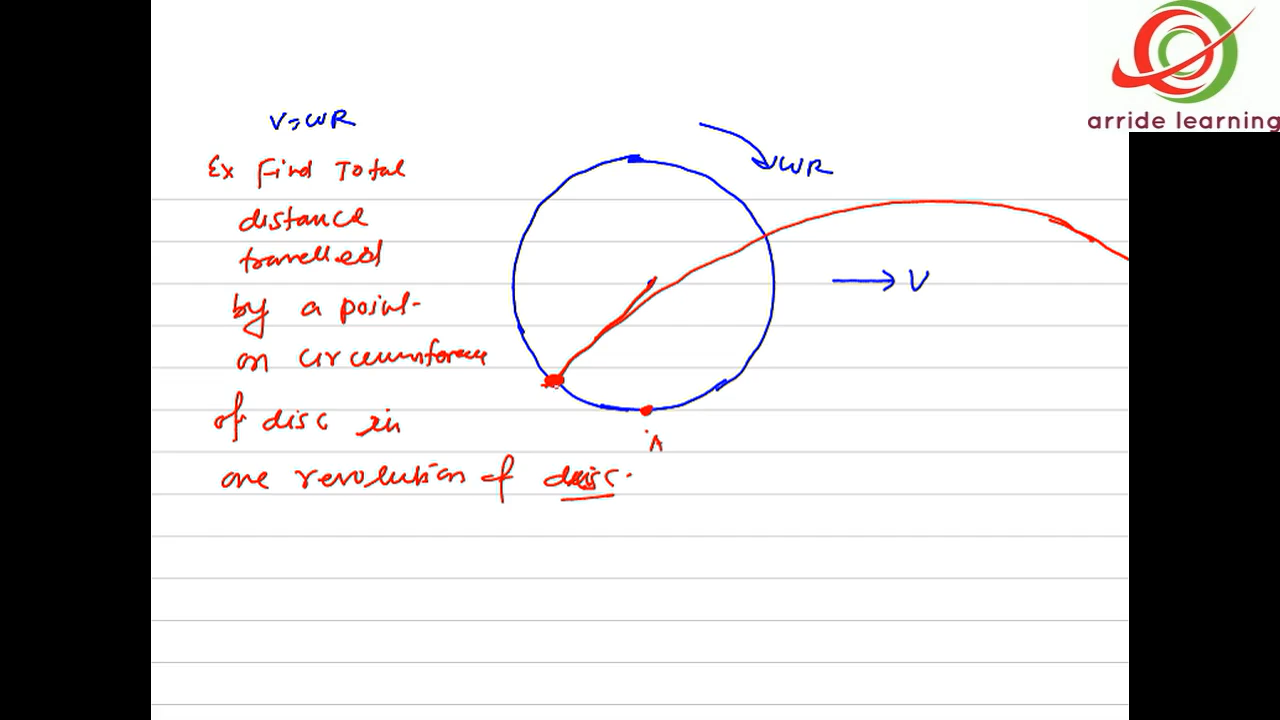 arride learning
V=ωR
Ex Find Total
distance
travelled
by a point
on circumference
of disc in
one revolution of disc.
ωR
V
A